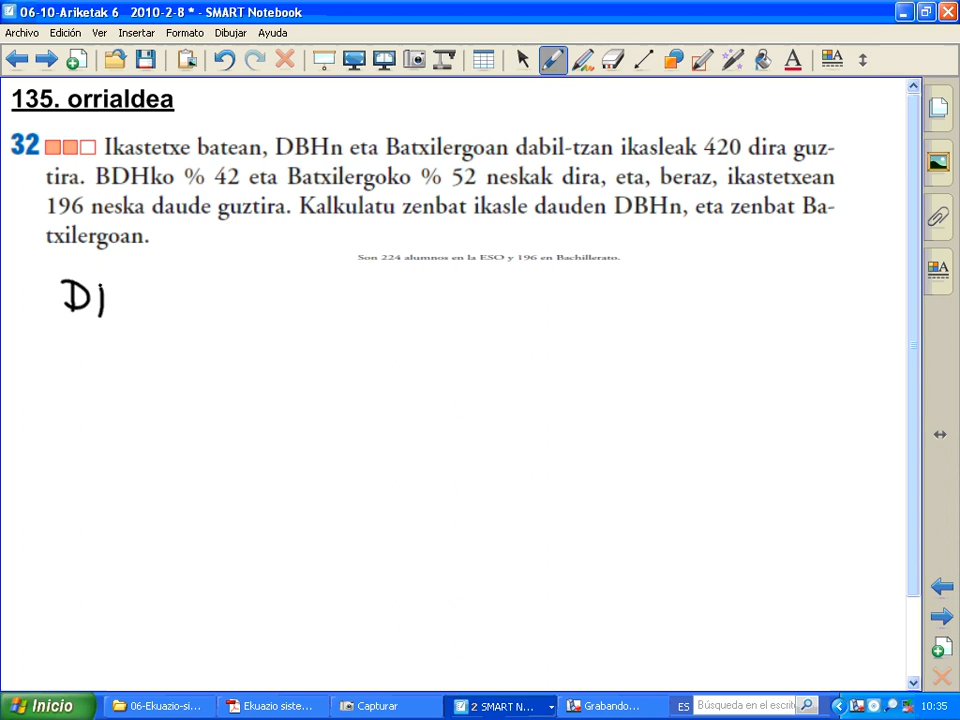 06-10-Ariketak 6 2010-2-8 * - SMART Notebook
Archivo Edición Ver Insertar Formato Dibujar Ayuda
135. orrialdea
32 Ikastetxe batean, DBHn eta Batxilergoan dabil-tzan ikasleak 420 dira guz-
tira. BDHko % 42 eta Batxilergoko % 52 neskak dira, eta, beraz, ikastetxean
196 neska daude guztira. Kalkulatu zenbat ikasle dauden DBHn, eta zenbat Ba-
txilergoan.
Son 224 alumnos en la ESO y 196 en Bachillerato.
Inicio 06-Ekuazio-si... Ekuazio siste... Capturar 2 SMART N... Grabando... ES Búsqueda en el escrito 10:35